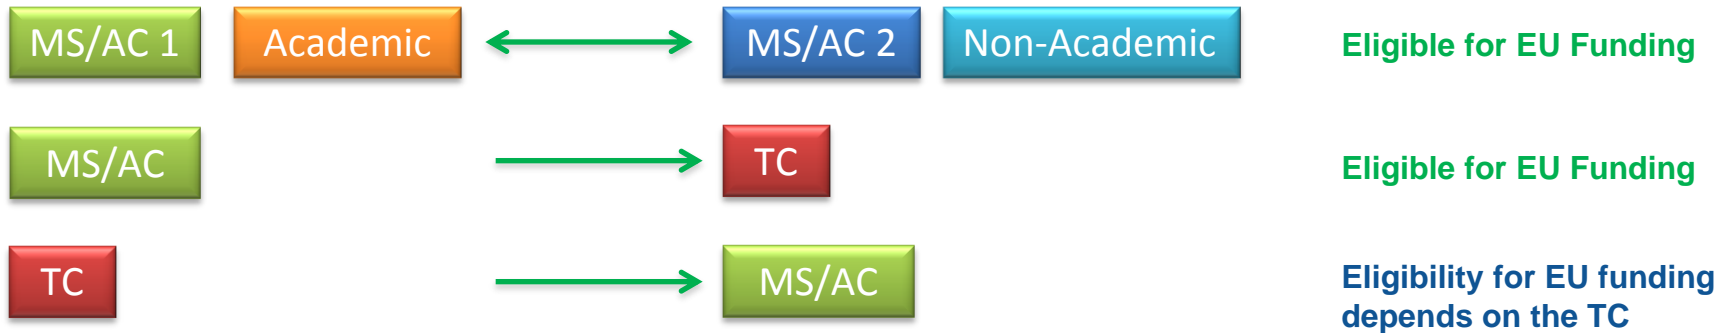 MS/AC 1 Academic MS/AC 2 Non-Academic Eligible for EU Funding
MS/AC TC Eligible for EU Funding
TC MS/AC Eligibility for EU funding
depends on the TC